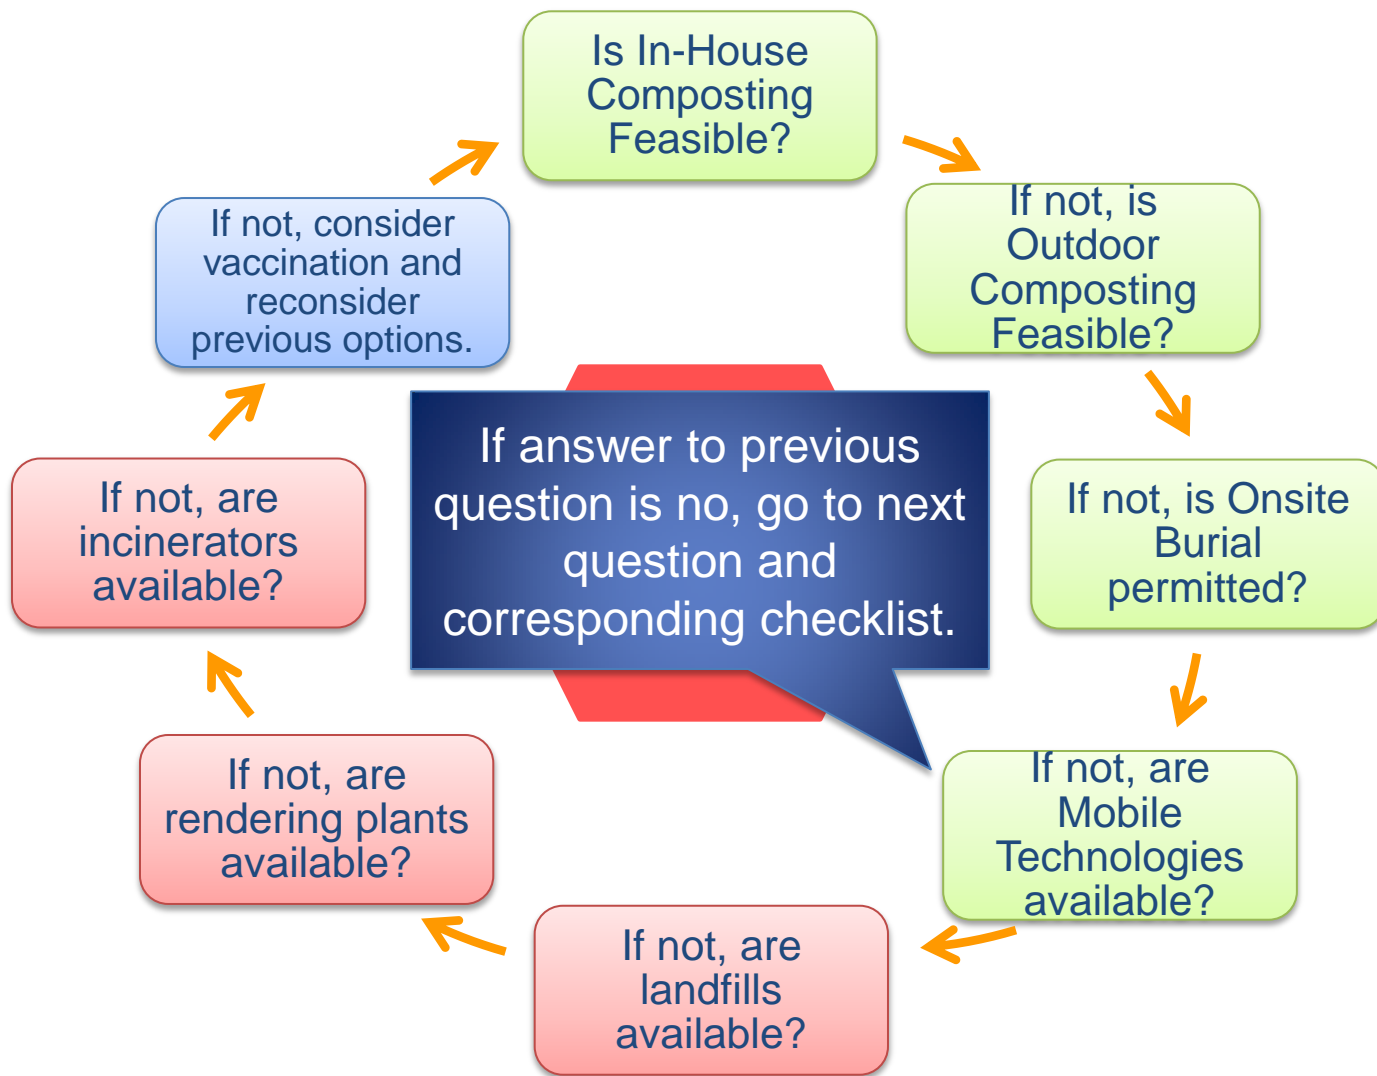 Is In-House
Composting
Feasible?
If not, is
Outdoor
Composting
Feasible?
If not, is Onsite
Burial
permitted?
If not, are
Mobile
Technologies
available?
If not, are
landfills
available?
If not, are
rendering plants
available?
If not, are
incinerators
available?
If not, consider
vaccination and
reconsider
previous options.
If answer to previous
question is no, go to next
question and
corresponding checklist.